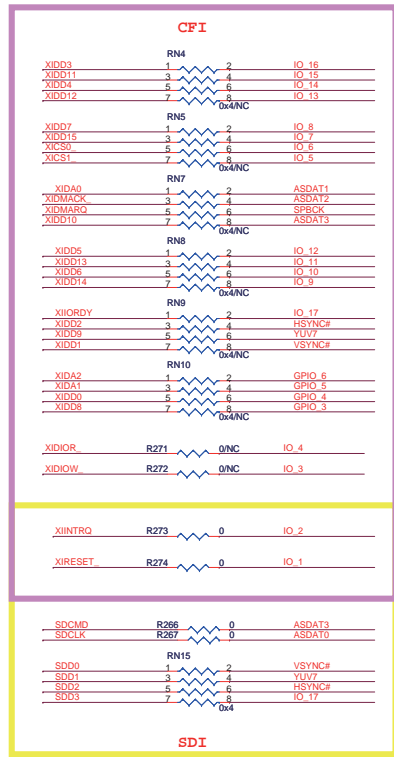 CFI
RN4
XIDD3 1 2 IO_16
XIDD11 3 4 IO_15
XIDD4 5 6 IO_14
XIDD12 7 8 IO_13
0x4/NC
RN5
XIDD7 1 2 IO_8
XIDD15 3 4 IO_7
XICS0_ 5 6 IO_6
XICS1_ 7 8 IO_5
0x4/NC
RN7
XIDA0 1 2 ASDAT1
XIDMACK_ 3 4 ASDAT2
XIDMARQ 5 6 SPBCK
XIDD10 7 8 ASDAT3
0x4/NC
RN8
XIDD5 1 2 IO_12
XIDD13 3 4 IO_11
XIDD6 5 6 IO_10
XIDD14 7 8 IO_9
0x4/NC
RN9
XIIORDY 1 2 IO_17
XIDD2 3 4 HSYNC#
XIDD9 5 6 YUV7
XIDD1 7 8 VSYNC#
0x4/NC
RN10
XIDA2 1 2 GPIO_6
XIDA1 3 4 GPIO_5
XIDD0 5 6 GPIO_4
XIDD8 7 8 GPIO_3
0x4/NC
XIDIOR_ R271 0/NC IO_4
XIDIOW_ R272 0/NC IO_3
XIINTRQ R273 0 IO_2
XIRESET_ R274 0 IO_1
SDCMD R266 0 ASDAT3
SDCLK R267 0 ASDAT0
RN15
SDD0 1 2 VSYNC#
SDD1 3 4 YUV7
SDD2 5 6 HSYNC#
SDD3 7 8 IO_17
0x4
SDI